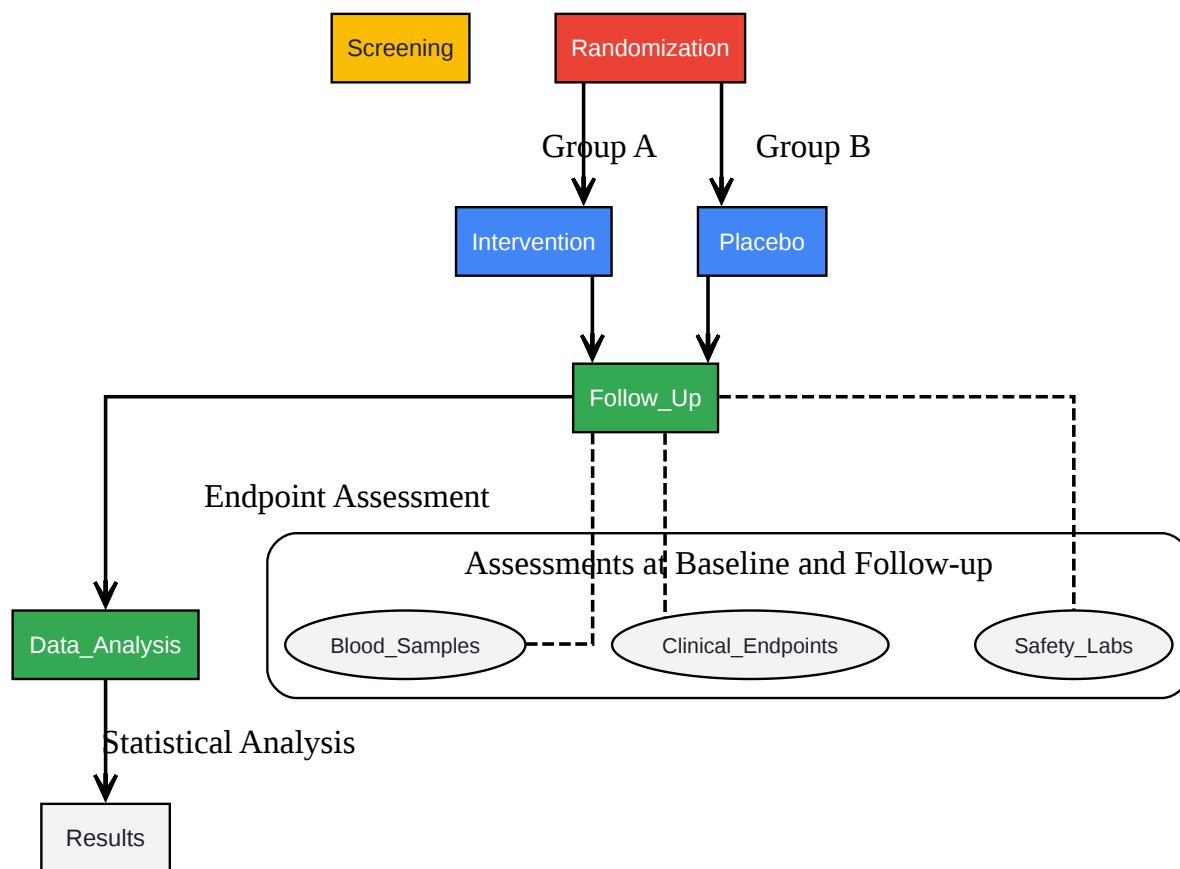 Screening
Randomization
Group A
Group B
Intervention
Placebo
Follow_Up
Endpoint Assessment
Assessments at Baseline and Follow-up
Data_Analysis
Blood_Samples
Clinical_Endpoints
Safety_Labs
Statistical Analysis
Results